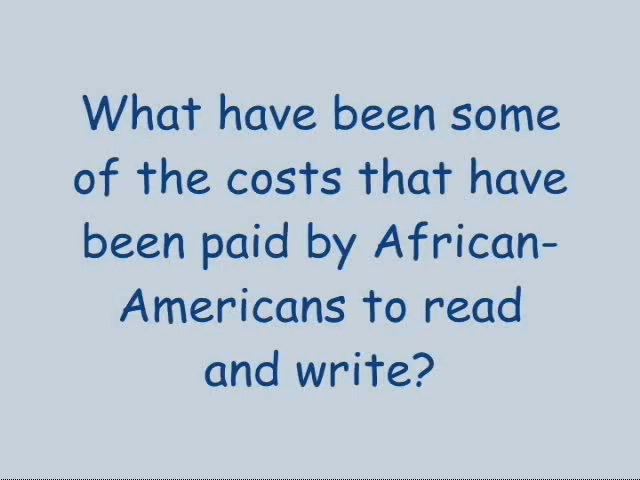 What have been some
of the costs that have
been paid by African-
Americans to read
and write?